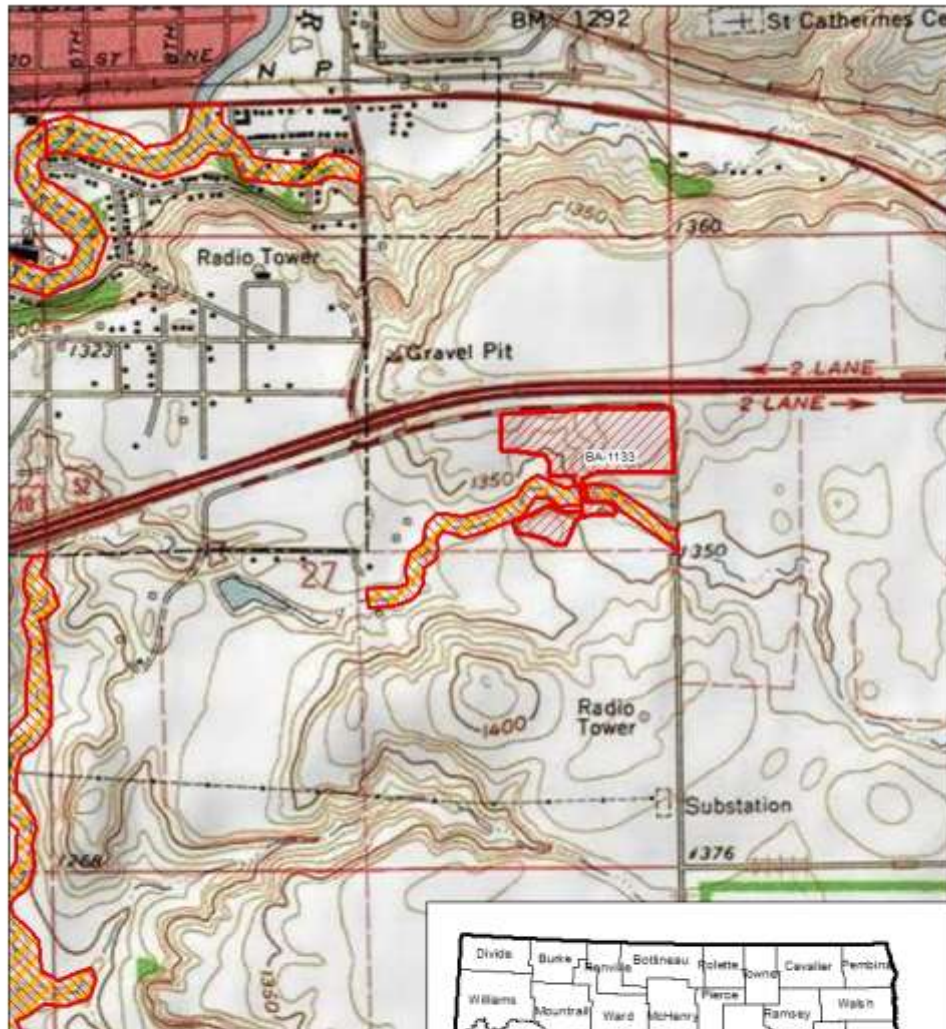 BM 1292
St Catherines Ce
ST
8TH
NE
N P
R
1350
1360
Radio Tower
1323
Gravel Pit
2 LANE
2 LANE
BA-1133
1350
52
1350
27
1400
Radio
Tower
Substation
1268
1376
1350
Divide
Burke
Renville
Bottineau
Rolette
Towner
Cavalier
Pembina
Williams
Mountrail
Ward
McHenry
Pierce
Ramsey
Walsh